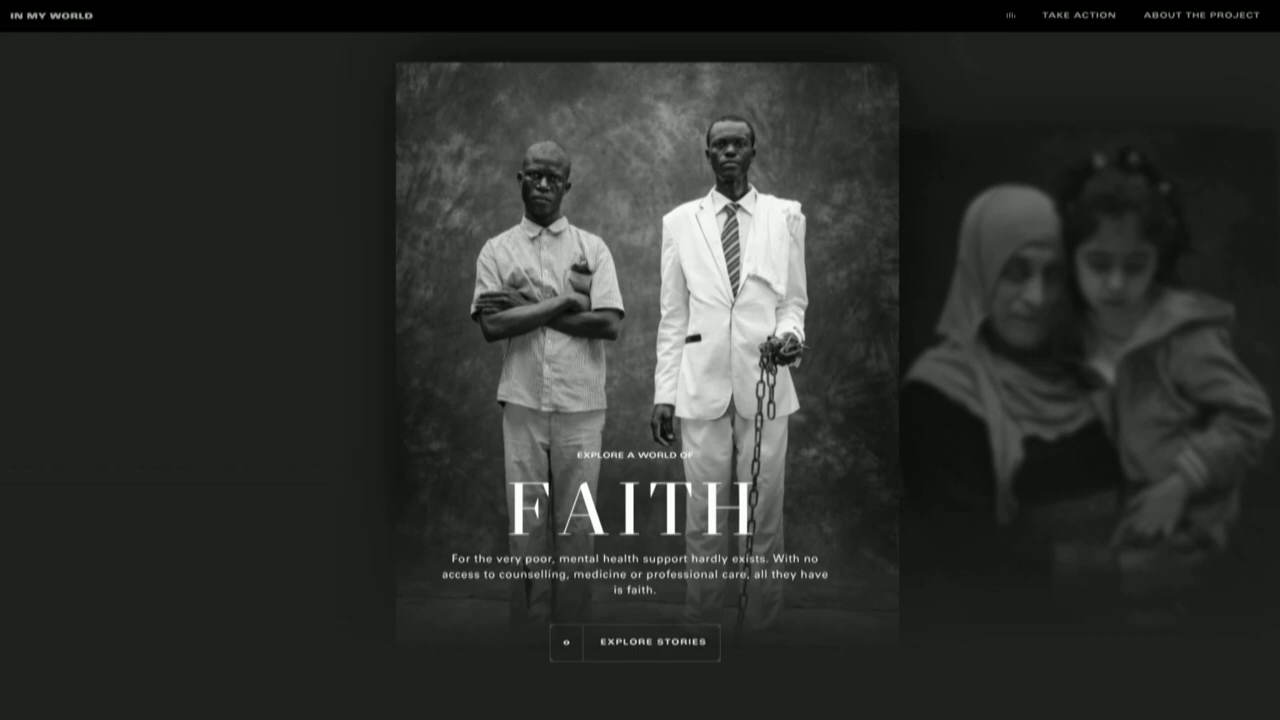 IN MY WORLD
TAKE ACTION
ABOUT THE PROJECT
EXPLORE A WORLD OF
FAITH
For the very poor, mental health support hardly exists. With no
access to counselling, medicine or professional care, all they have
is faith.
EXPLORE STORIES